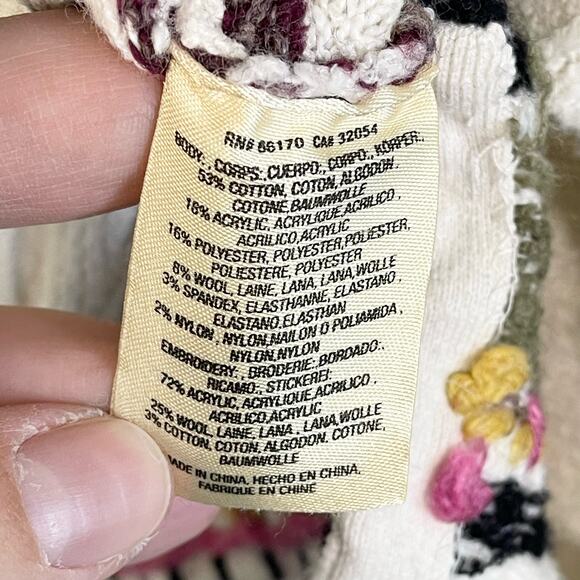 RN# 66170 CA# 32054
BODY:, CORPS:,CUERPO:, CORPO:, KÖRPER:,
53% COTTON, COTON, ALGODON,
COTONE,BAUMWOLLE
16% ACRYLIC, ACRYLIQUE,ACRILICO,
ACRILICO,ACRYLIC
16% POLYESTER, POLYESTER,POLIESTER,
POLIESTERE, POLYESTER
8% WOOL, LAINE, LANA, LANA,WOLLE
3% SPANDEX, ELASTHANNE, ELASTANO,
ELASTANO,ELASTHAN
2% NYLON, NYLON,NAILON O POLIAMIDA,
NYLON,NYLON
EMBROIDERY:, BRODERIE:,BORDADO:,
RICAMO:, STICKEREI:
72% ACRYLIC, ACRYLIQUE,ACRILICO,
ACRILICO,ACRYLIC
25% WOOL, LAINE, LANA, LANA,WOLLE
3% COTTON, COTON, ALGODON, COTONE,
BAUMWOLLE
MADE IN CHINA, HECHO EN CHINA,
FABRIQUE EN CHINE